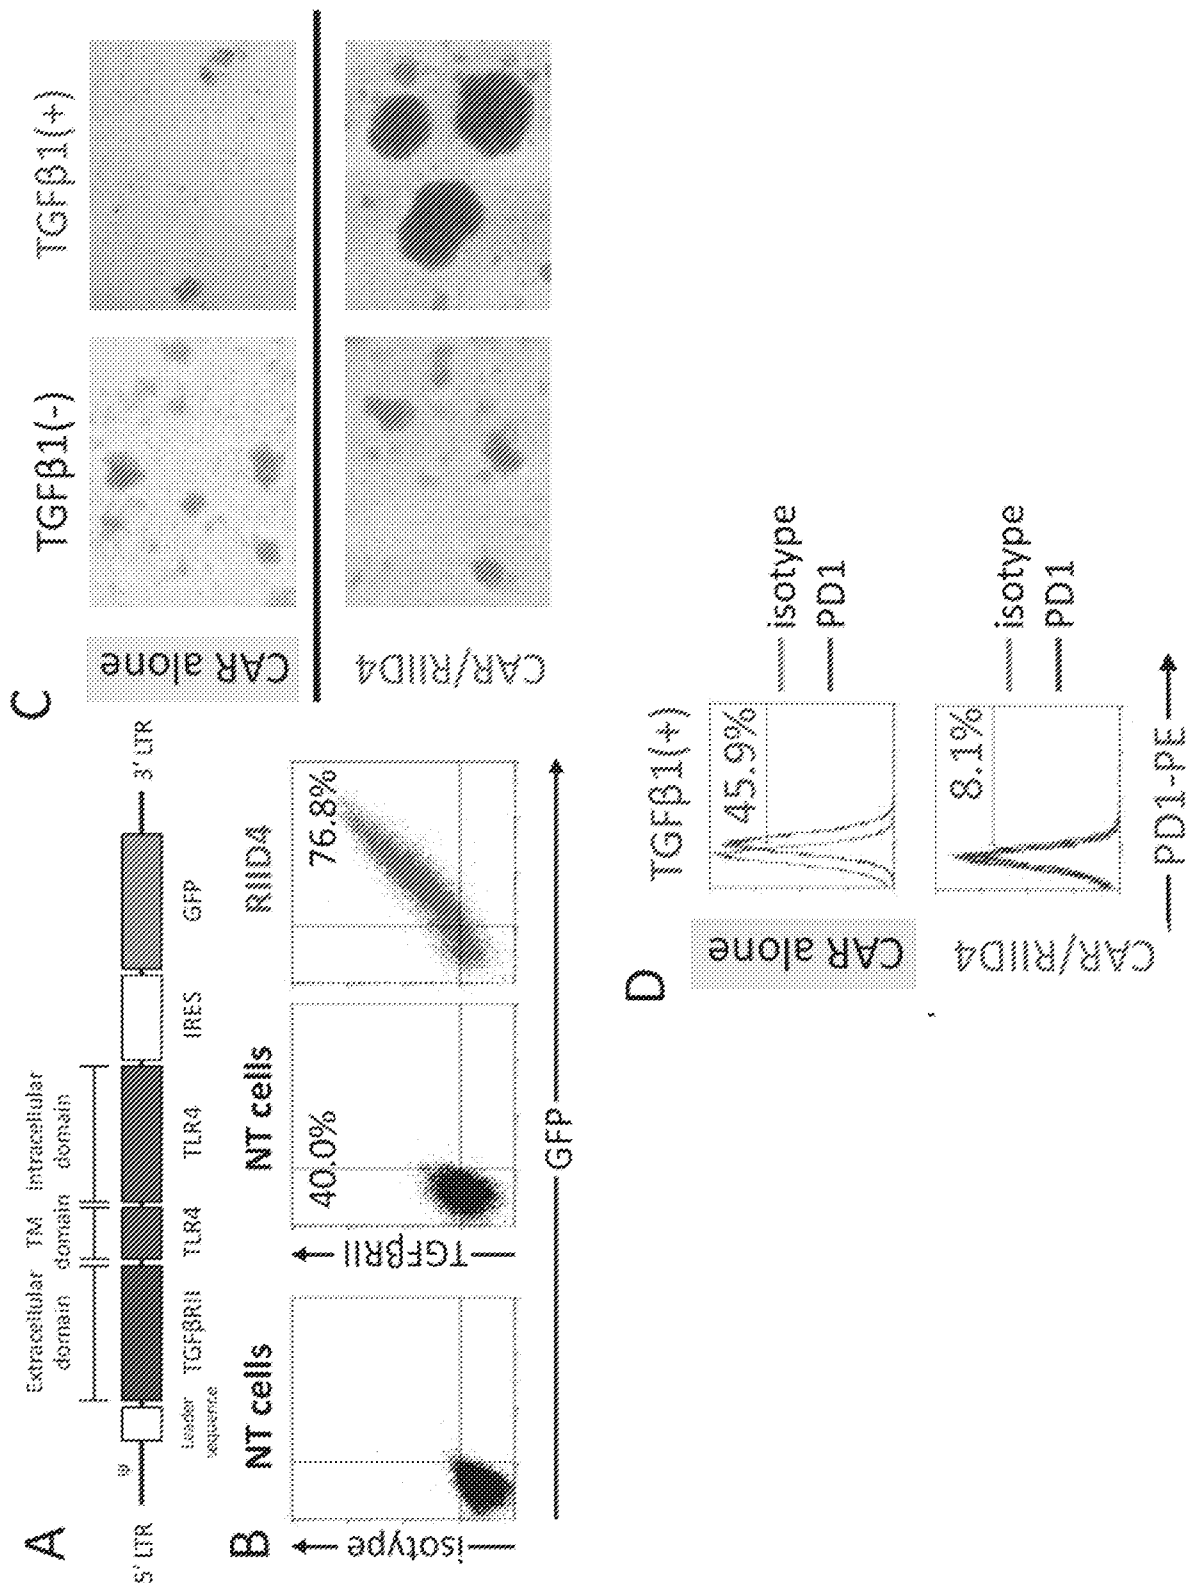 A
Extracellular
domain
TM
domain
Intracellular
domain
5' LTR
ψ
3' LTR
Leader
sequence
TGFβRII
TLR4
TLR4
IRES
GFP
B
NT cells
NT cells
RIID4
isotype
TGFβRII
40.0%
76.8%
GFP
C
TGFβ1(-)
TGFβ1(+)
CAR alone
CAR/RIID4
D
TGFβ1(+)
CAR alone
45.9%
isotype
PD1
CAR/RIID4
8.1%
isotype
PD1
PD1-PE